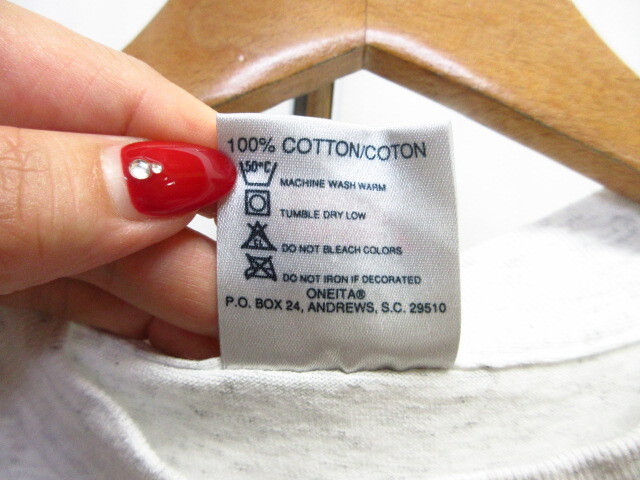 100% COTTON/COTON
50°C
MACHINE WASH WARM
TUMBLE DRY LOW
DO NOT BLEACH COLORS
DO NOT IRON IF DECORATED
ONEITA®
P.O. BOX 24, ANDREWS, S.C. 29510